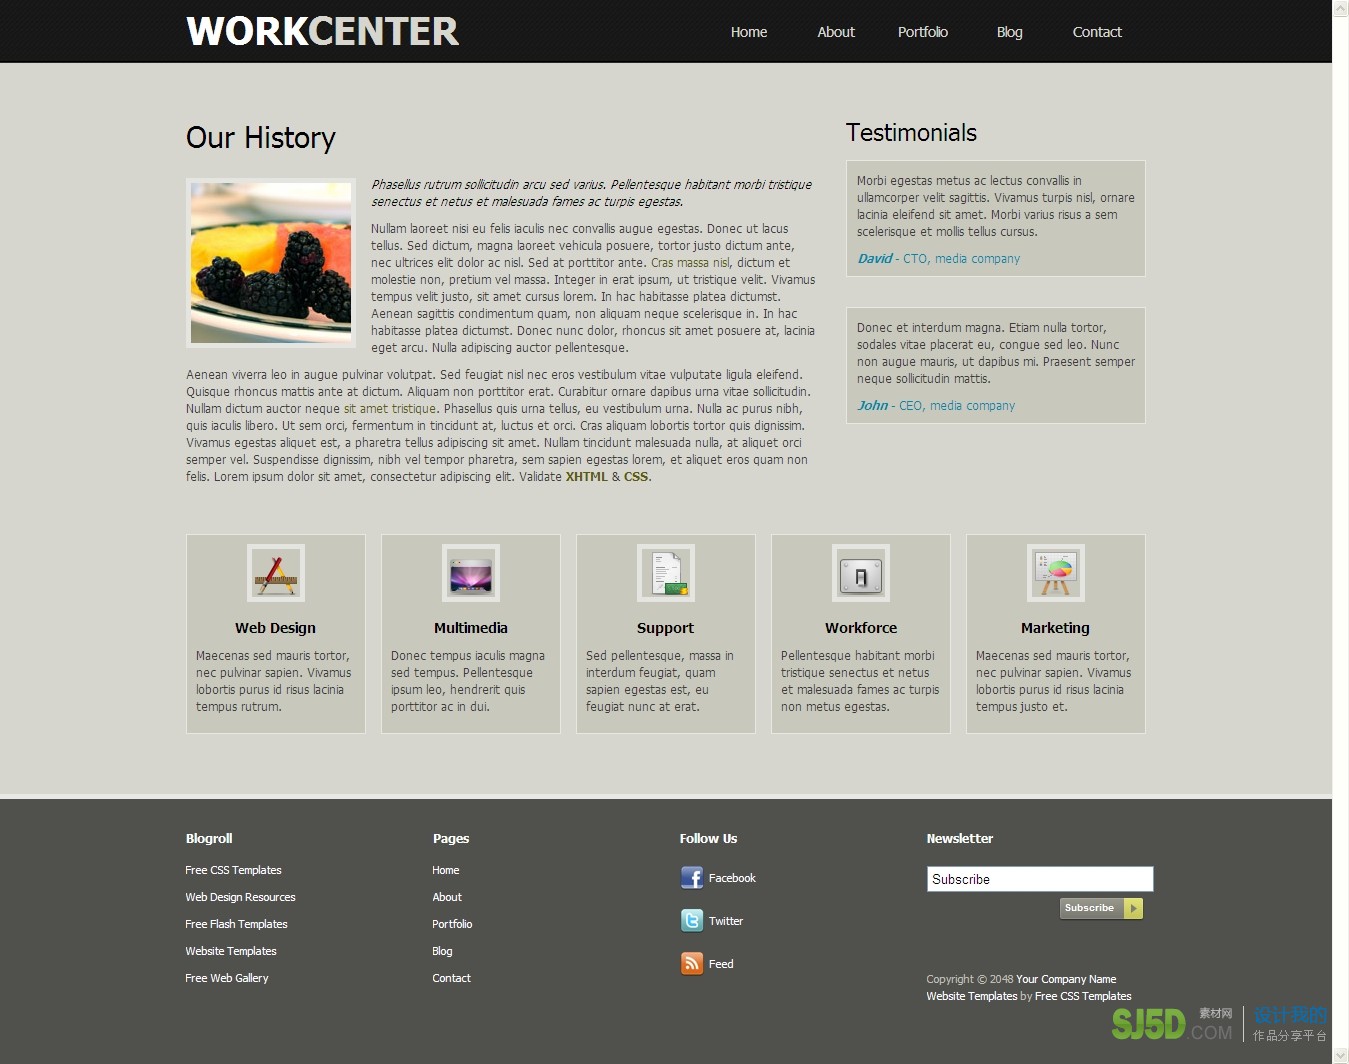 WORKCENTER
Home
About
Portfolio
Blog
Contact
Our History
Phasellus rutrum sollicitudin arcu sed varius. Pellentesque habitant morbi tristique
senectus et netus et malesuada fames ac turpis egestas.
Nullam laoreet nisi eu felis iaculis nec convallis augue egestas. Donec ut lacus
tellus. Sed dictum, magna laoreet vehicula posuere, tortor justo dictum ante,
nec ultrices elit dolor ac nisl. Sed at porttitor ante. Cras massa nisl, dictum et
molestie non, pretium vel massa. Integer in erat ipsum, ut tristique velit. Vivamus
tempus velit justo, sit amet cursus lorem. In hac habitasse platea dictumst.
Aenean sagittis condimentum quam, non aliquam neque scelerisque in. In hac
habitasse platea dictumst. Donec nunc dolor, rhoncus sit amet posuere at, lacinia
eget arcu. Nulla adipiscing auctor pellentesque.
Aenean viverra leo in augue pulvinar volutpat. Sed feugiat nisl nec eros vestibulum vitae vulputate ligula eleifend.
Quisque rhoncus mattis ante at dictum. Aliquam non porttitor erat. Curabitur ornare dapibus urna vitae sollicitudin.
Nullam dictum auctor neque sit amet tristique. Phasellus quis urna tellus, eu vestibulum urna. Nulla ac purus nibh,
quis iaculis libero. Ut sem orci, fermentum in tincidunt at, luctus et orci. Cras aliquam lobortis tortor quis dignissim.
Vivamus egestas aliquet est, a pharetra tellus adipiscing sit amet. Nullam tincidunt malesuada nulla, at aliquet orci
semper vel. Suspendisse dignissim, nibh vel tempor pharetra, sem sapien egestas lorem, et aliquet eros quam non
felis. Lorem ipsum dolor sit amet, consectetur adipiscing elit. Validate XHTML & CSS.
Testimonials
Morbi egestas metus ac lectus convallis in
ullamcorper velit sagittis. Vivamus turpis nisl, ornare
lacinia eleifend sit amet. Morbi varius risus a sem
scelerisque et mollis tellus cursus.
David - CTO, media company
Donec et interdum magna. Etiam nulla tortor,
sodales vitae placerat eu, congue sed leo. Nunc
non augue mauris, ut dapibus mi. Praesent semper
neque sollicitudin mattis.
John - CEO, media company
Web Design
Maecenas sed mauris tortor,
nec pulvinar sapien. Vivamus
lobortis purus id risus lacinia
tempus rutrum.
Multimedia
Donec tempus iaculis magna
sed tempus. Pellentesque
ipsum leo, hendrerit quis
porttitor ac in dui.
Support
Sed pellentesque, massa in
interdum feugiat, quam
sapien egestas est, eu
feugiat nunc at erat.
Workforce
Pellentesque habitant morbi
tristique senectus et netus
et malesuada fames ac turpis
non metus egestas.
Marketing
Maecenas sed mauris tortor,
nec pulvinar sapien. Vivamus
lobortis purus id risus lacinia
tempus justo et.
Blogroll
Free CSS Templates
Web Design Resources
Free Flash Templates
Website Templates
Free Web Gallery
Pages
Home
About
Portfolio
Blog
Contact
Follow Us
Facebook
Twitter
Feed
Newsletter
Subscribe
Subscribe
Copyright © 2048 Your Company Name
Website Templates by Free CSS Templates
SJ5D.COM 素材网
设计我的
作品分享平台